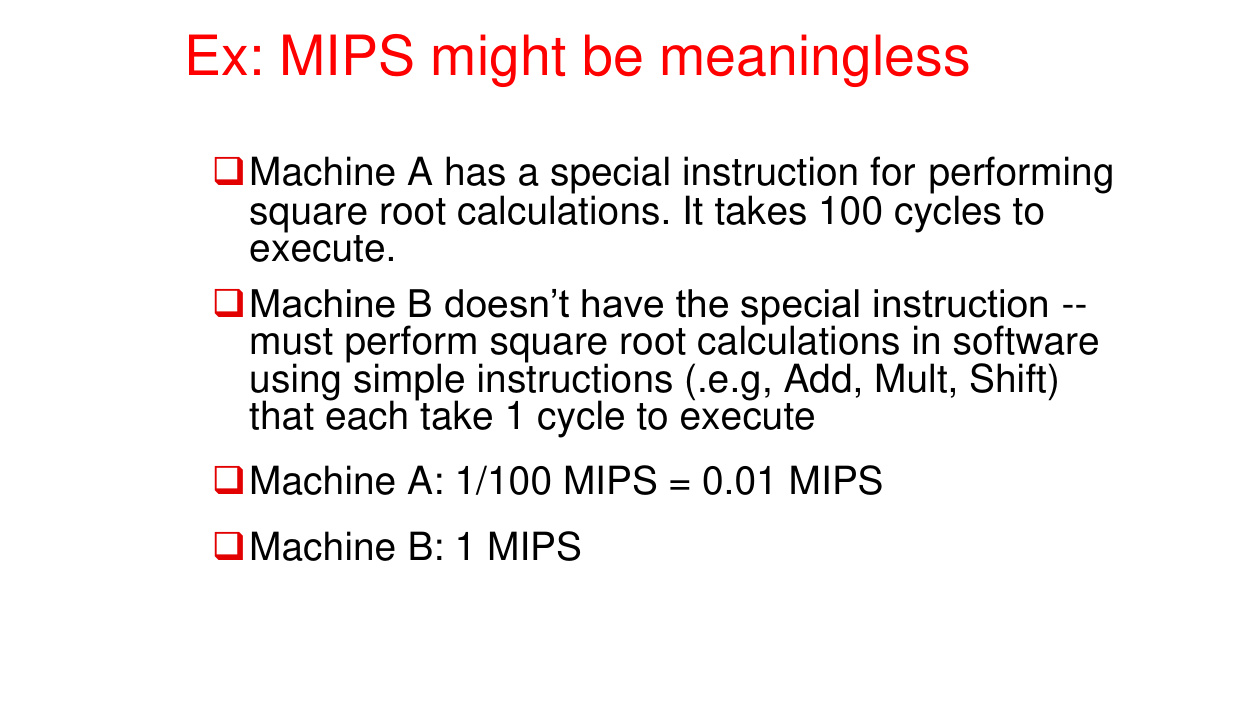 Ex: MIPS might be meaningless
❑Machine A has a special instruction for performing
square root calculations. It takes 100 cycles to
execute.
❑Machine B doesn’t have the special instruction --
must perform square root calculations in software
using simple instructions (.e.g, Add, Mult, Shift)
that each take 1 cycle to execute
❑Machine A: 1/100 MIPS = 0.01 MIPS
❑Machine B: 1 MIPS